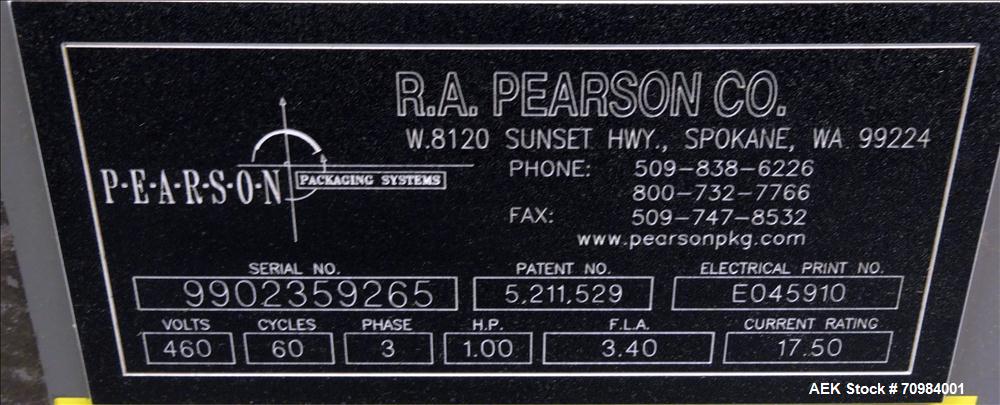 R.A. PEARSON CO.
W.8120 SUNSET HWY., SPOKANE, WA 99224
P·E·A·R·S·O·N PACKAGING SYSTEMS
PHONE: 509-838-6226
800-732-7766
FAX: 509-747-8532
www.pearsonpkg.com
SERIAL NO. PATENT NO. ELECTRICAL PRINT NO.
9902359265 5,211,529 E045910
VOLTS CYCLES PHASE H.P. F.L.A. CURRENT RATING
460 60 3 1.00 3.40 17.50
AEK Stock # 70984001